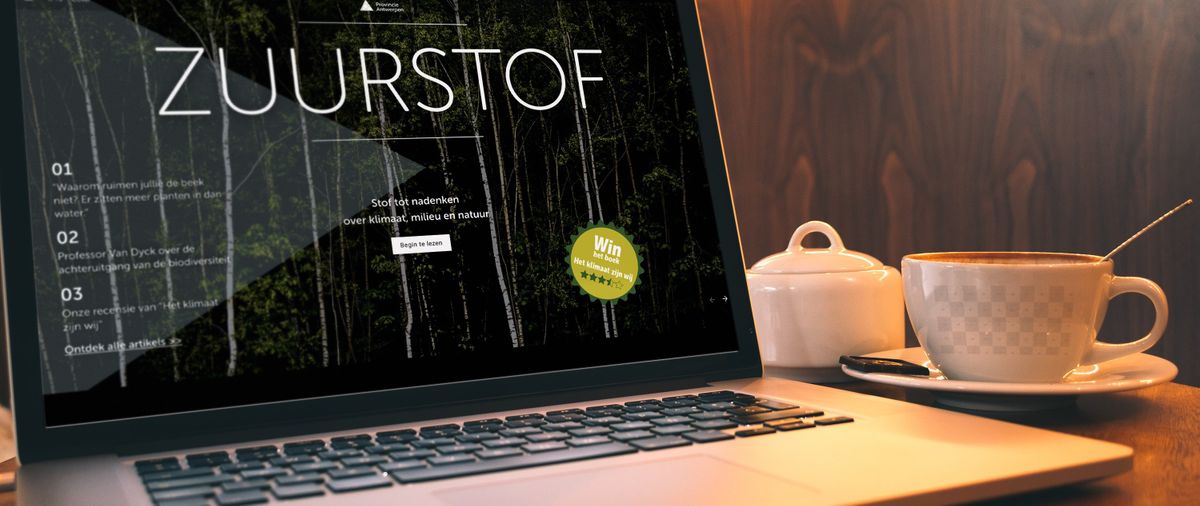 Provincie
Antwerpen
ZUURSTOF
01
"Waarom ruimen jullie de beek
niet? Er zitten meer planten in dan
water."
02
Professor Van Dyck over de
achteruitgang van de biodiversiteit
03
Onze recensie van "Het klimaat
zijn wij"
Ontdek alle artikels >>
Stof tot nadenken
over klimaat, milieu en natuur
Begin te lezen
Win
het boek
Het klimaat zijn wij